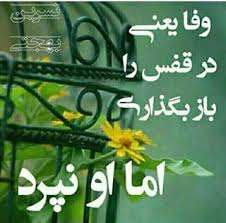 وفا یعنی
در قفس را
باز بگذاری
اما او نپرد
نسرین
بهجتی